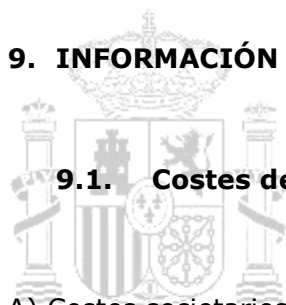 9. INFORMACIÓN
9.1. Costes de
A) Costes societarios